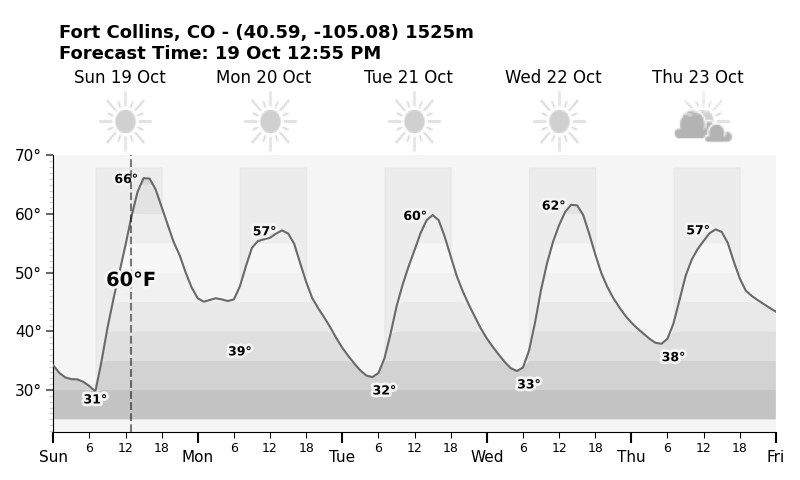 Fort Collins, CO - (40.59, -105.08) 1525m
Forecast Time: 19 Oct 12:55 PM
Sun 19 Oct Mon 20 Oct Tue 21 Oct Wed 22 Oct Thu 23 Oct
70°
66°
62°
60° 60°
57° 57°
60°F
50°
40°
39°
38°
33°
32°
31°
30°
6 12 18 6 12 18 6 12 18 6 12 18 6 12 18
Sun Mon Tue Wed Thu Fri